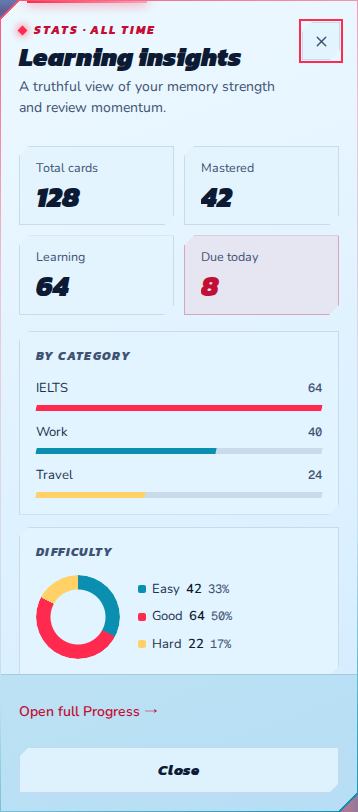 STATS · ALL TIME
Learning insights
A truthful view of your memory strength
and review momentum.
Total cards
128
Mastered
42
Learning
64
Due today
8
BY CATEGORY
IELTS 64
Work 40
Travel 24
DIFFICULTY
Easy 42 33%
Good 64 50%
Hard 22 17%
Open full Progress →
Close